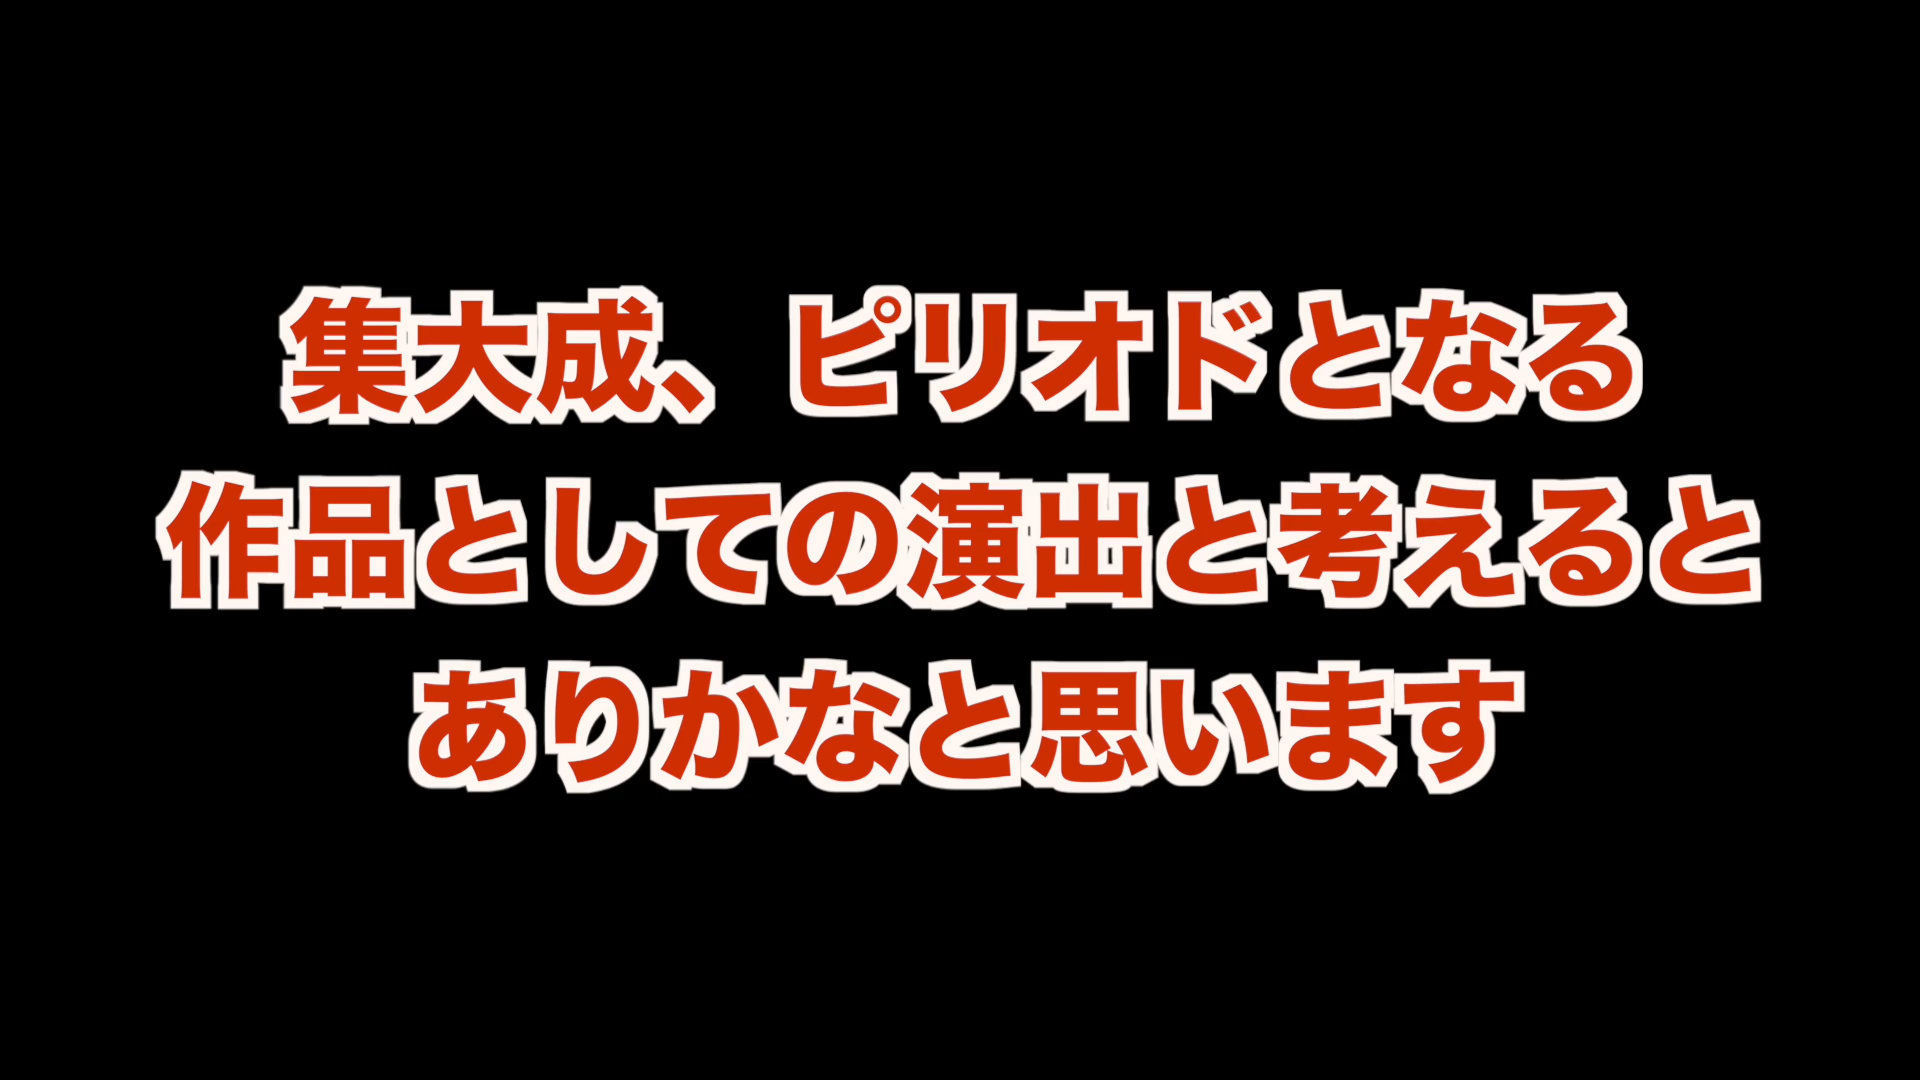 集大成、ピリオドとなる
作品としての演出と考えると
ありかなと思います